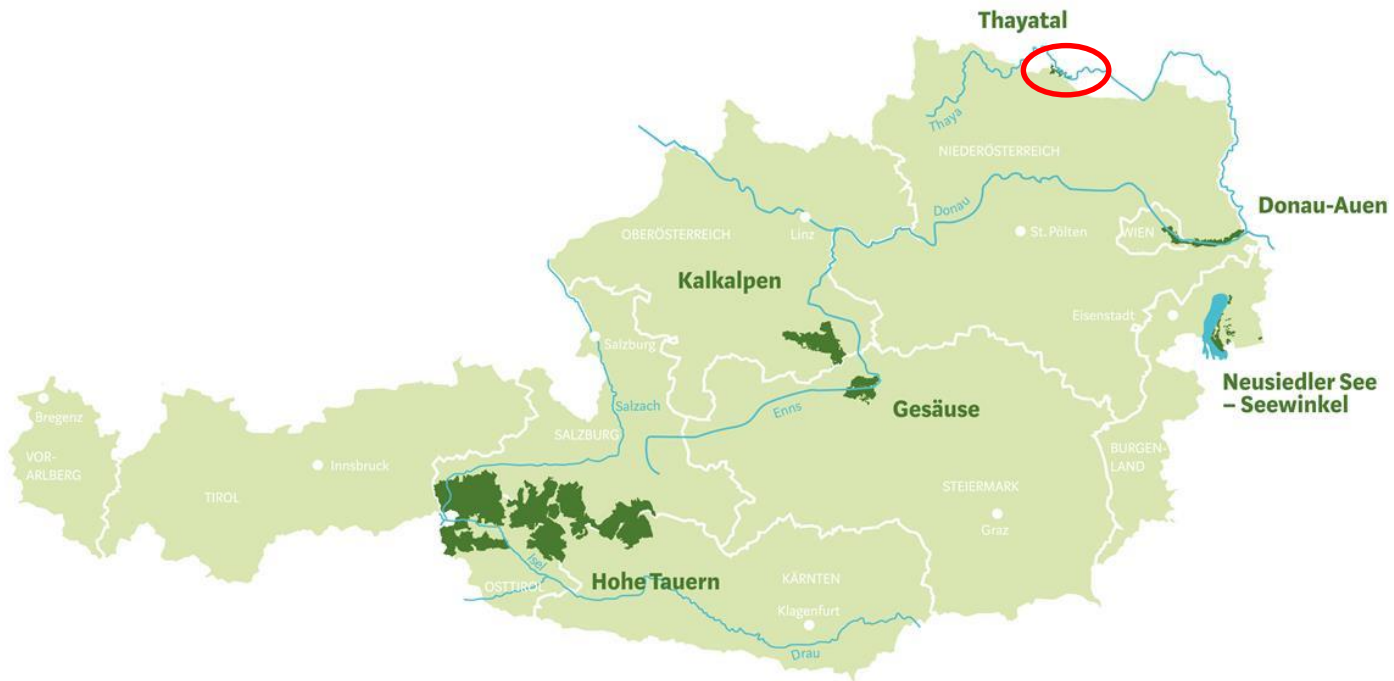 Thayatal
Thaya
NIEDERÖSTERREICH
Donau-Auen
Donau
OBERÖSTERREICH
Linz
St. Pölten
WIEN
Kalkalpen
Eisenstadt
Salzburg
Neusiedler See
– Seewinkel
Bregenz
Salzach
Enns
Gesäuse
SALZBURG
VOR-
ARLBERG
Innsbruck
TIROL
BURGEN-
LAND
STEIERMARK
Graz
Isel
OSTTIROL
Hohe Tauern
KÄRNTEN
Klagenfurt
Drau